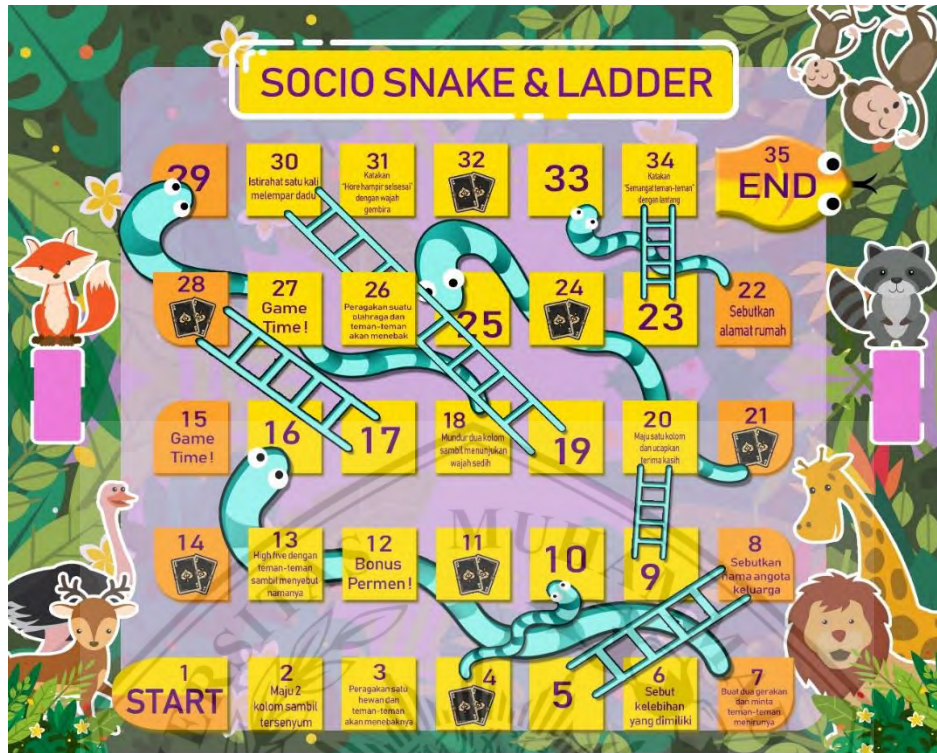 SOCIO SNAKE & LADDER
29
30
Istirahat satu kali
melempar dadu
31
Katakan
"Hore hampir selsesai"
dengan wajah
gembira
32
33
34
Katakan
"Semangat teman-teman"
dengan lantang
35
END
28
27
Game
Time!
26
Peragakan suatu
olahraga dan
teman-teman
akan menebak
25
24
23
22
Sebutkan
alamat rumah
15
Game
Time!
16
17
18
Mundur dua kolom
sambil menunjukan
wajah sedih
19
20
Maju satu kolom
dan ucapkan
terima kasih
21
14
13
High five dengan
teman-teman
sambil menyebut
namanya
12
Bonus
Permen!
11
10
9
8
Sebutkan
nama angota
keluarga
1
START
2
Maju 2
kolom sambil
tersenyum
3
Peragakan satu
hewan dan
teman-teman
akan menebaknya
4
5
6
Sebut
kelebihan
yang dimiliki
7
Buat dua gerakan
dan minta
teman-teman
menirunya
MUHAM